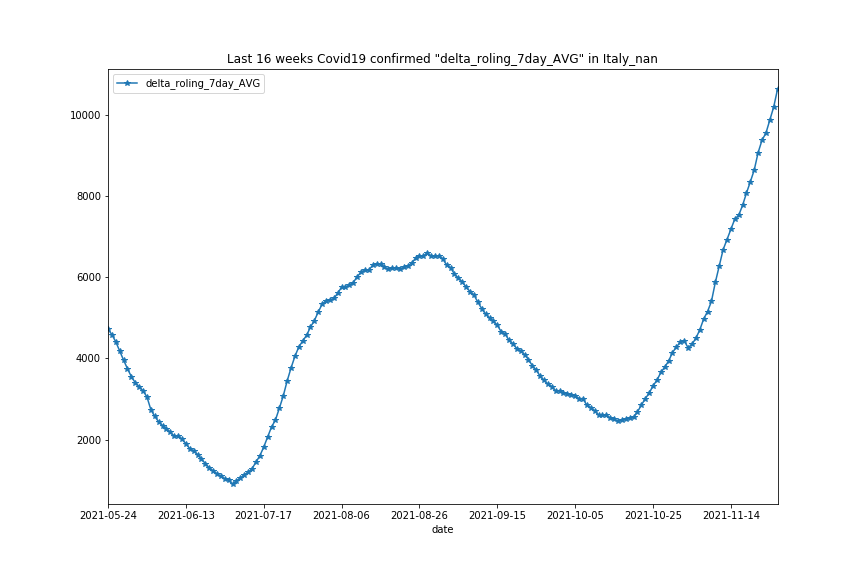 Last 16 weeks Covid19 confirmed "delta_roling_7day_AVG" in Italy_nan
delta_roling_7day_AVG
10000
8000
6000
4000
2000
2021-05-24 2021-06-13 2021-07-17 2021-08-06 2021-08-26 2021-09-15 2021-10-05 2021-10-25 2021-11-14
date